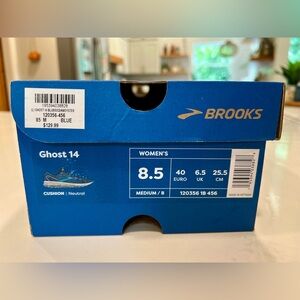 120356-456
85 M BLUE
$129.99
BROOKS
Ghost 14
WOMEN'S
8.5
40 6.5 25.5
EURO UK CM
MEDIUM / B
120356 1B 456
CUSHION | Neutral